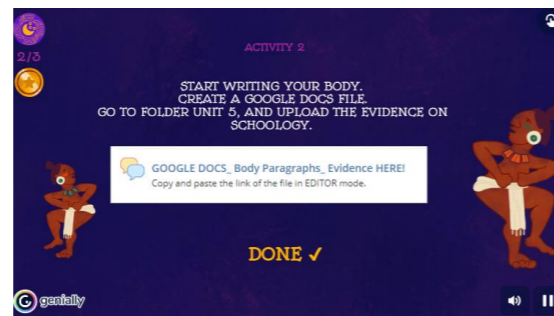 ACTIVITY 2
2/3
START WRITING YOUR BODY.
CREATE A GOOGLE DOCS FILE.
GO TO FOLDER UNIT 5, AND UPLOAD THE EVIDENCE ON
SCHOOLOGY.
GOOGLE DOCS_ Body Paragraphs_ Evidence HERE!
Copy and paste the link of the file in EDITOR mode.
DONE ✓
G genially